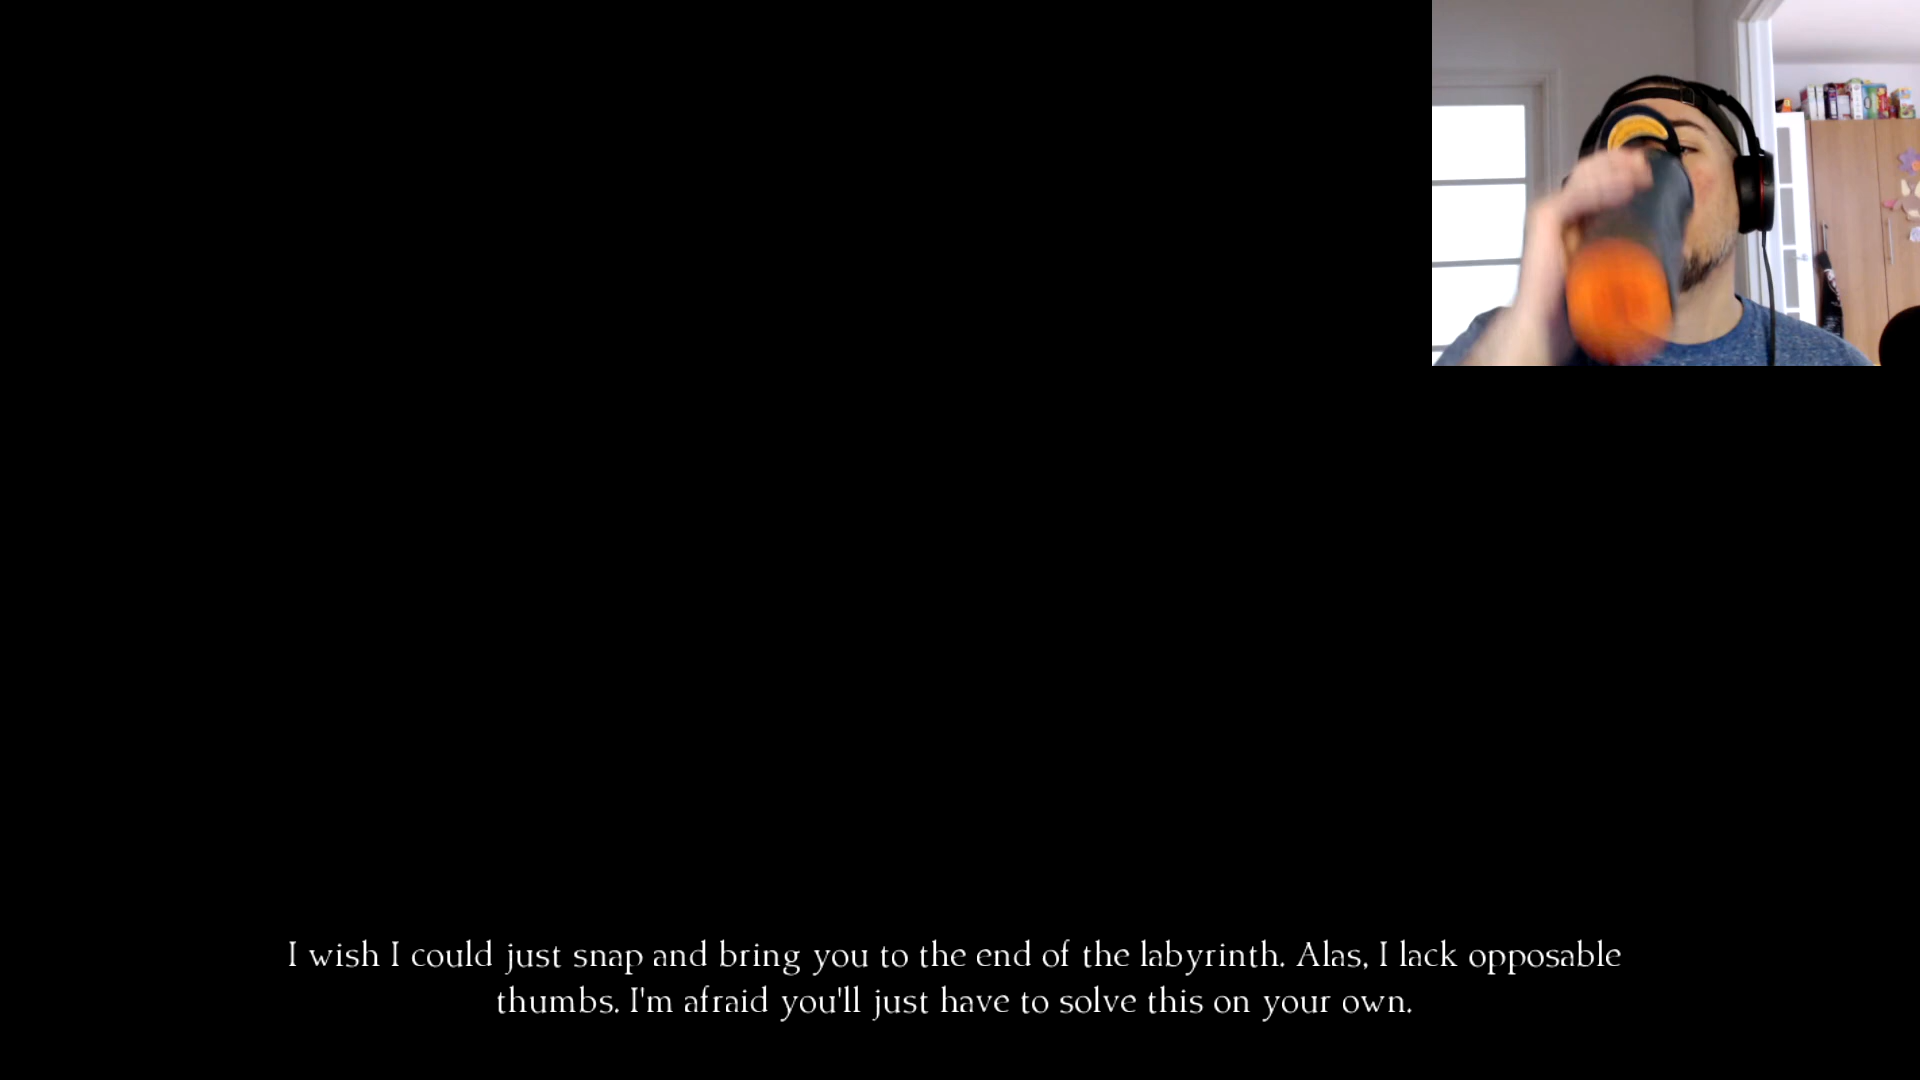 I wish I could just snap and bring you to the end of the labyrinth. Alas, I lack opposable
thumbs. I'm afraid you'll just have to solve this on your own.